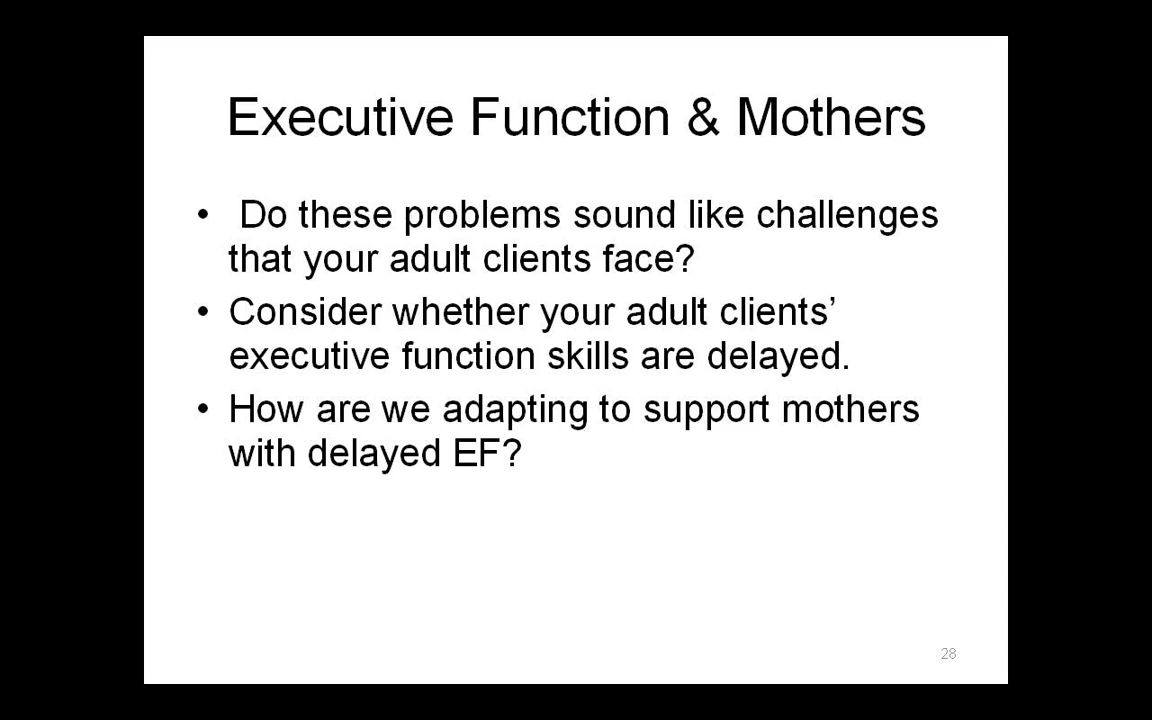 Executive Function & Mothers
• Do these problems sound like challenges
that your adult clients face?
• Consider whether your adult clients’
executive function skills are delayed.
• How are we adapting to support mothers
with delayed EF?
28